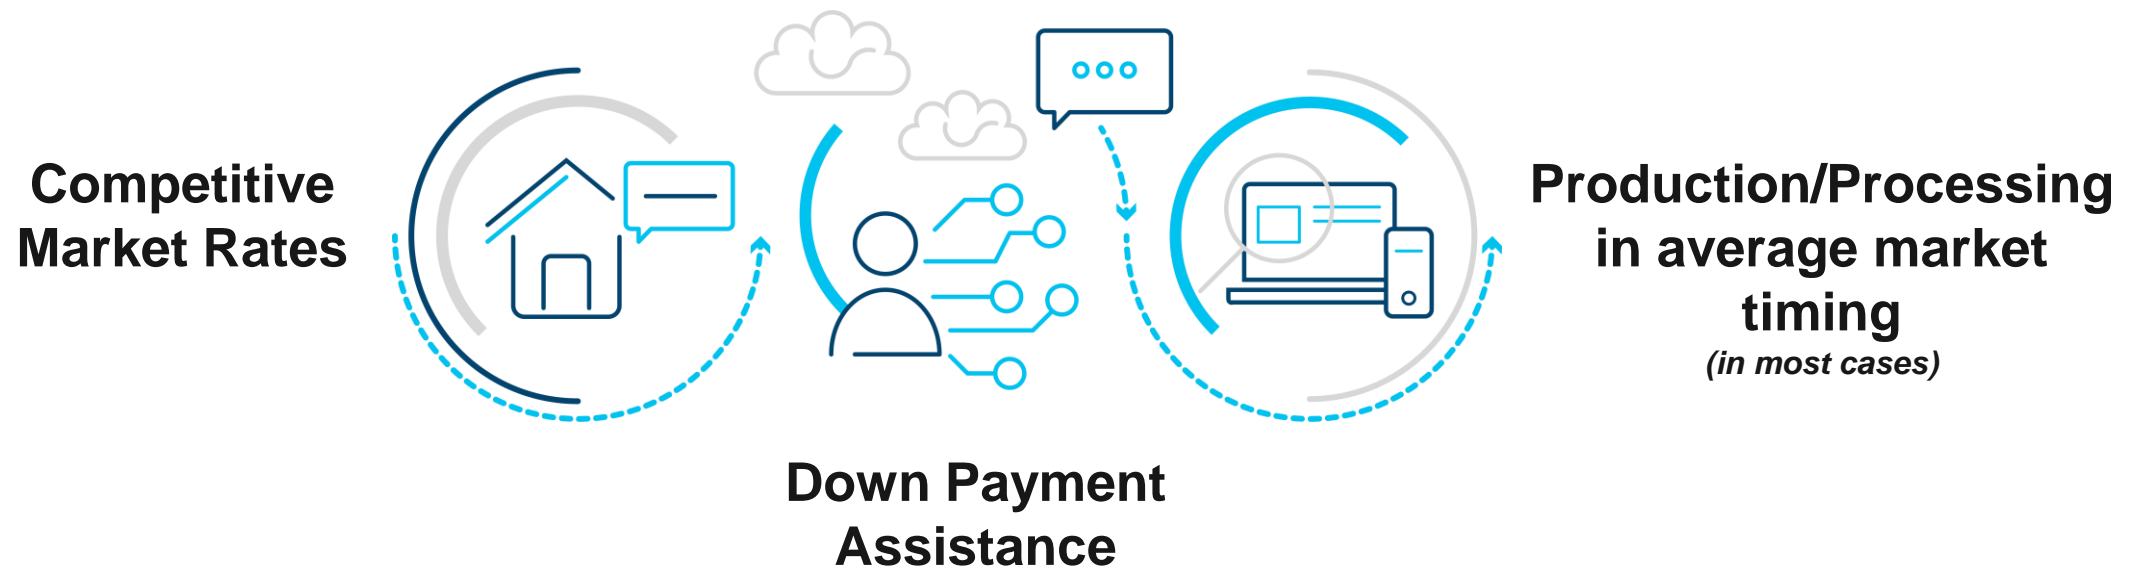 Competitive
Market Rates
Down Payment
Assistance
Production/Processing
in average market
timing
(in most cases)